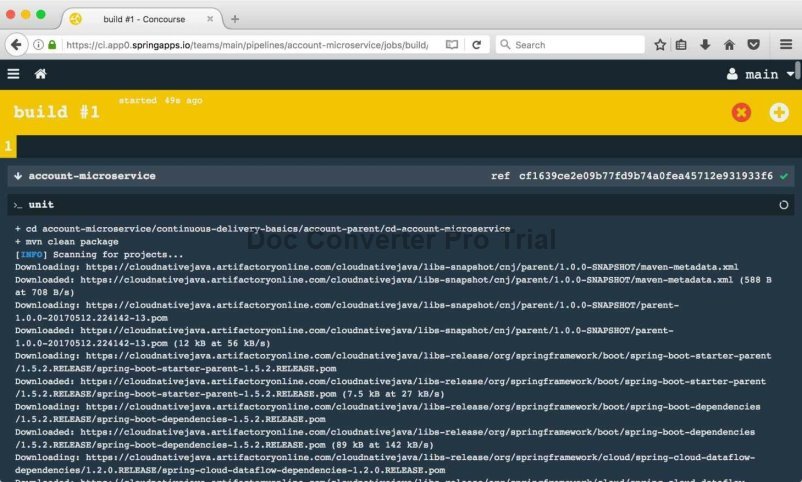 build #1 - Concourse
https://ci.app0.springapps.io/teams/main/pipelines/account-microservice/jobs/build/
Search
main
build #1
started 49s ago
1
account-microservice
ref cf1639ce2e09b77fd9b74a0fea45712e931933f6
>_ unit
+ cd account-microservice/continuous-delivery-basics/account-parent/cd-account-microservice
+ mvn clean package
Doc Converter Pro Trial
[INFO] Scanning for projects...
Downloading: https://cloudnativejava.artifactoryonline.com/cloudnativejava/libs-snapshot/cnj/parent/1.0.0-SNAPSHOT/maven-metadata.xml
Downloaded: https://cloudnativejava.artifactoryonline.com/cloudnativejava/libs-snapshot/cnj/parent/1.0.0-SNAPSHOT/maven-metadata.xml (588 B
at 708 B/s)
Downloading: https://cloudnativejava.artifactoryonline.com/cloudnativejava/libs-snapshot/cnj/parent/1.0.0-SNAPSHOT/parent-
1.0.0-20170512.224142-13.pom
Downloaded: https://cloudnativejava.artifactoryonline.com/cloudnativejava/libs-snapshot/cnj/parent/1.0.0-SNAPSHOT/parent-
1.0.0-20170512.224142-13.pom (12 kB at 56 kB/s)
Downloading: https://cloudnativejava.artifactoryonline.com/cloudnativejava/libs-release/org/springframework/boot/spring-boot-starter-parent
/1.5.2.RELEASE/spring-boot-starter-parent-1.5.2.RELEASE.pom
Downloaded: https://cloudnativejava.artifactoryonline.com/cloudnativejava/libs-release/org/springframework/boot/spring-boot-starter-parent
/1.5.2.RELEASE/spring-boot-starter-parent-1.5.2.RELEASE.pom (7.5 kB at 27 kB/s)
Downloading: https://cloudnativejava.artifactoryonline.com/cloudnativejava/libs-release/org/springframework/boot/spring-boot-dependencies
/1.5.2.RELEASE/spring-boot-dependencies-1.5.2.RELEASE.pom
Downloaded: https://cloudnativejava.artifactoryonline.com/cloudnativejava/libs-release/org/springframework/boot/spring-boot-dependencies
/1.5.2.RELEASE/spring-boot-dependencies-1.5.2.RELEASE.pom (89 kB at 142 kB/s)
Downloading: https://cloudnativejava.artifactoryonline.com/cloudnativejava/libs-release/org/springframework/cloud/spring-cloud-dataflow-
dependencies/1.2.0.RELEASE/spring-cloud-dataflow-dependencies-1.2.0.RELEASE.pom
Downloaded: https://cloudnativejava.artifactoryonline.com/cloudnativejava/libs-release/org/springframework/cloud/spring-cloud-dataflow-